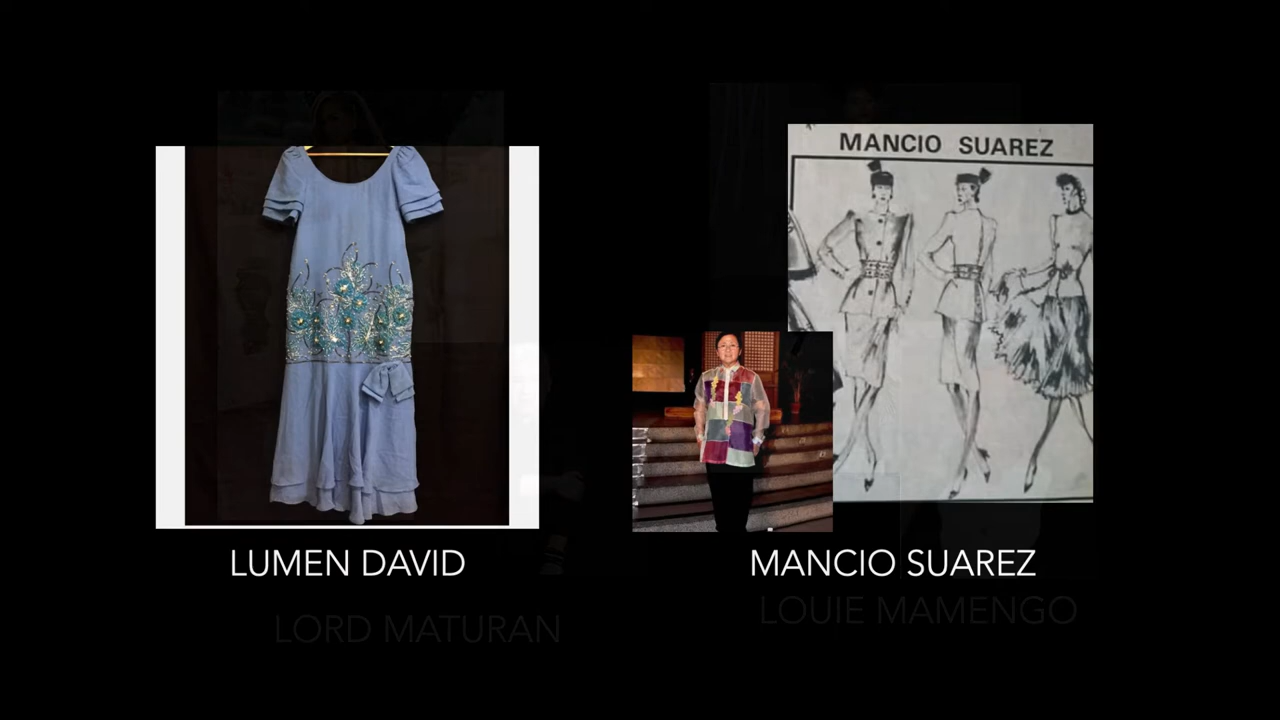 MANCIO SUAREZ
LUMEN DAVID
MANCIO SUAREZ
LORD MATURAN
LOUIE MAMENGO